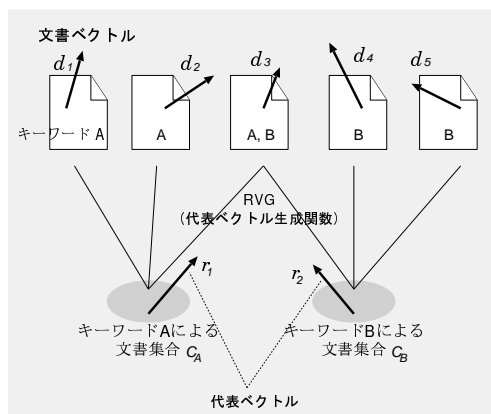 文書ベクトル
d1 d2 d3 d4 d5
キーワード A A A, B B B
RVG
(代表ベクトル生成関数)
r1 r2
キーワードAによる キーワードBによる
文書集合 CA 文書集合 CB
代表ベクトル